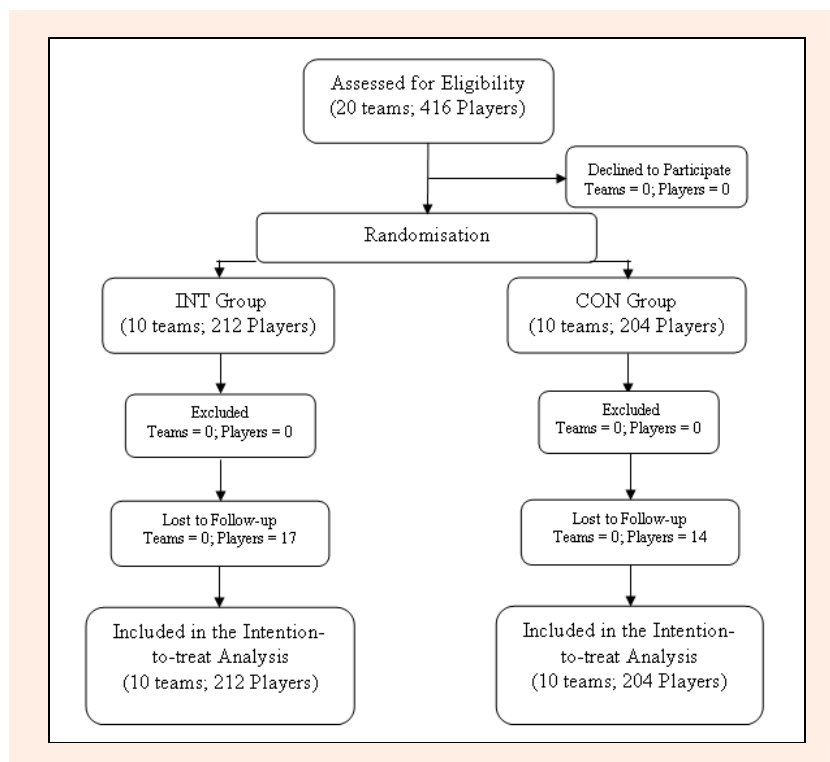 Assessed for Eligibility
(20 teams; 416 Players)
Declined to Participate
Teams = 0; Players = 0
Randomisation
INT Group
(10 teams; 212 Players)
CON Group
(10 teams; 204 Players)
Excluded
Teams = 0; Players = 0
Excluded
Teams = 0; Players = 0
Lost to Follow-up
Teams = 0; Players = 17
Lost to Follow-up
Teams = 0; Players = 14
Included in the Intention-
to-treat Analysis
(10 teams; 212 Players)
Included in the Intention-
to-treat Analysis
(10 teams; 204 Players)